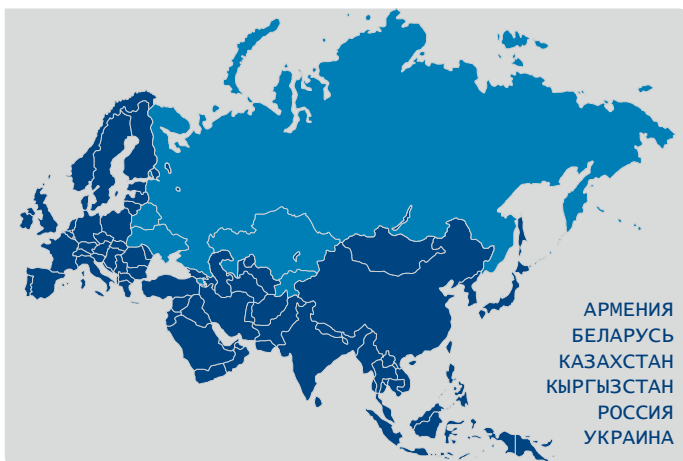 АРМЕНИЯ
БЕЛАРУСЬ
КАЗАХСТАН
КЫРГЫЗСТАН
РОССИЯ
УКРАИНА